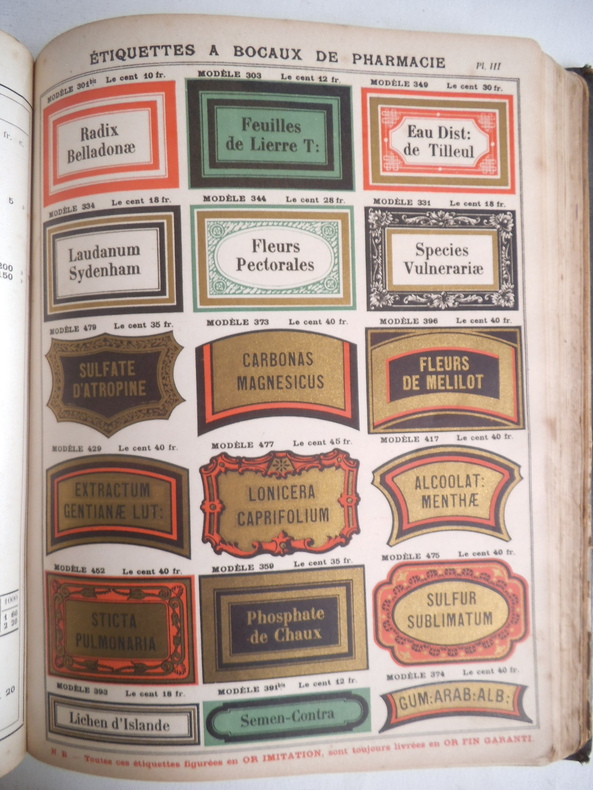 ÉTIQUETTES A BOCAUX DE PHARMACIE
Pl. III
MODÈLE 301bis Le cent 10 fr.
Radix
Belladonæ
MODÈLE 303 Le cent 12 fr.
Feuilles
de Lierre T:
MODÈLE 349 Le cent 30 fr.
Eau Dist:
de Tilleul
MODÈLE 334 Le cent 18 fr.
Laudanum
Sydenham
MODÈLE 344 Le cent 28 fr.
Fleurs
Pectorales
MODÈLE 331 Le cent 18 fr.
Species
Vulnerariæ
MODÈLE 479 Le cent 35 fr.
SULFATE
D'ATROPINE
MODÈLE 373 Le cent 40 fr.
CARBONAS
MAGNESICUS
MODÈLE 396 Le cent 40 fr.
FLEURS
DE MELILOT
MODÈLE 429 Le cent 40 fr.
EXTRACTUM
GENTIANÆ LUT:
MODÈLE 477 Le cent 45 fr.
LONICERA
CAPRIFOLIUM
MODÈLE 417 Le cent 40 fr.
ALCOOLAT:
MENTHÆ
MODÈLE 452 Le cent 40 fr.
STICTA
PULMONARIA
MODÈLE 359 Le cent 35 fr.
Phosphate
de Chaux
MODÈLE 475 Le cent 40 fr.
SULFUR
SUBLIMATUM
MODÈLE 393 Le cent 18 fr.
Lichen d'Islande
MODÈLE 391bis Le cent 12 fr.
Semen-Contra
MODÈLE 374 Le cent 40 fr.
GUM:ARAB:ALB:
N. B. — Toutes ces étiquettes figurées en OR IMITATION, sont toujours livrées en OR FIN GARANTI.